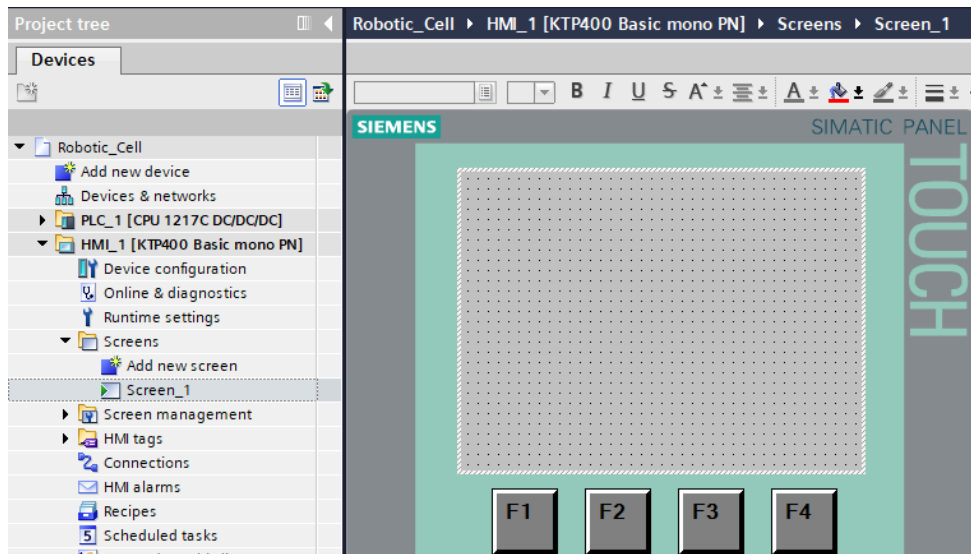 Project tree
Robotic_Cell HMI_1 [KTP400 Basic mono PN] Screens Screen_1
Devices
B I U S A A
SIEMENS
SIMATIC PANEL
TOUCH
Robotic_Cell
Add new device
Devices & networks
PLC_1 [CPU 1217C DC/DC/DC]
HMI_1 [KTP400 Basic mono PN]
Device configuration
Online & diagnostics
Runtime settings
Screens
Add new screen
Screen_1
Screen management
HMI tags
Connections
HMI alarms
Recipes
5 Scheduled tasks
F1 F2 F3 F4